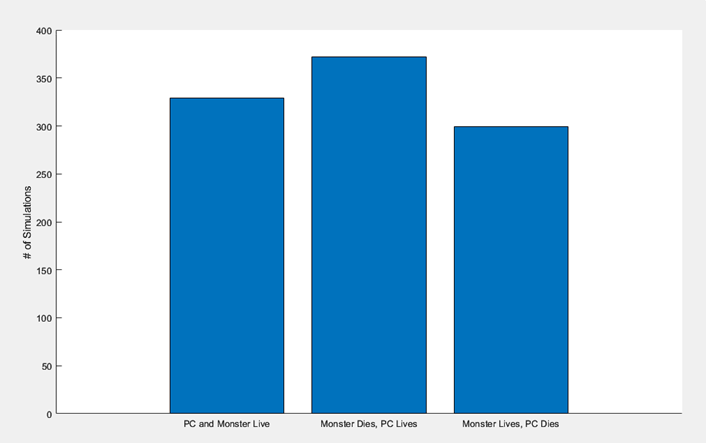 400
350
300
250
200
150
100
50
0
# of Simulations
PC and Monster Live
Monster Dies, PC Lives
Monster Lives, PC Dies